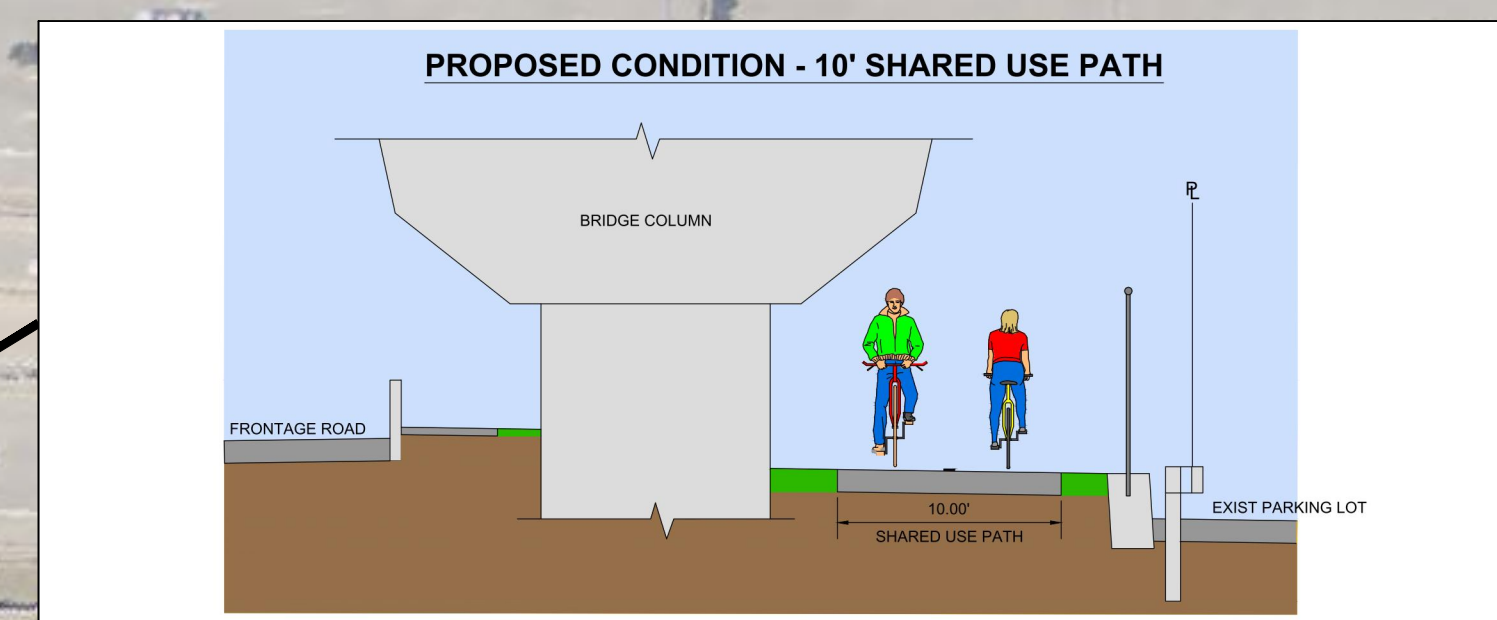 PROPOSED CONDITION - 10' SHARED USE PATH
PL
BRIDGE COLUMN
FRONTAGE ROAD
EXIST PARKING LOT
10.00'
SHARED USE PATH